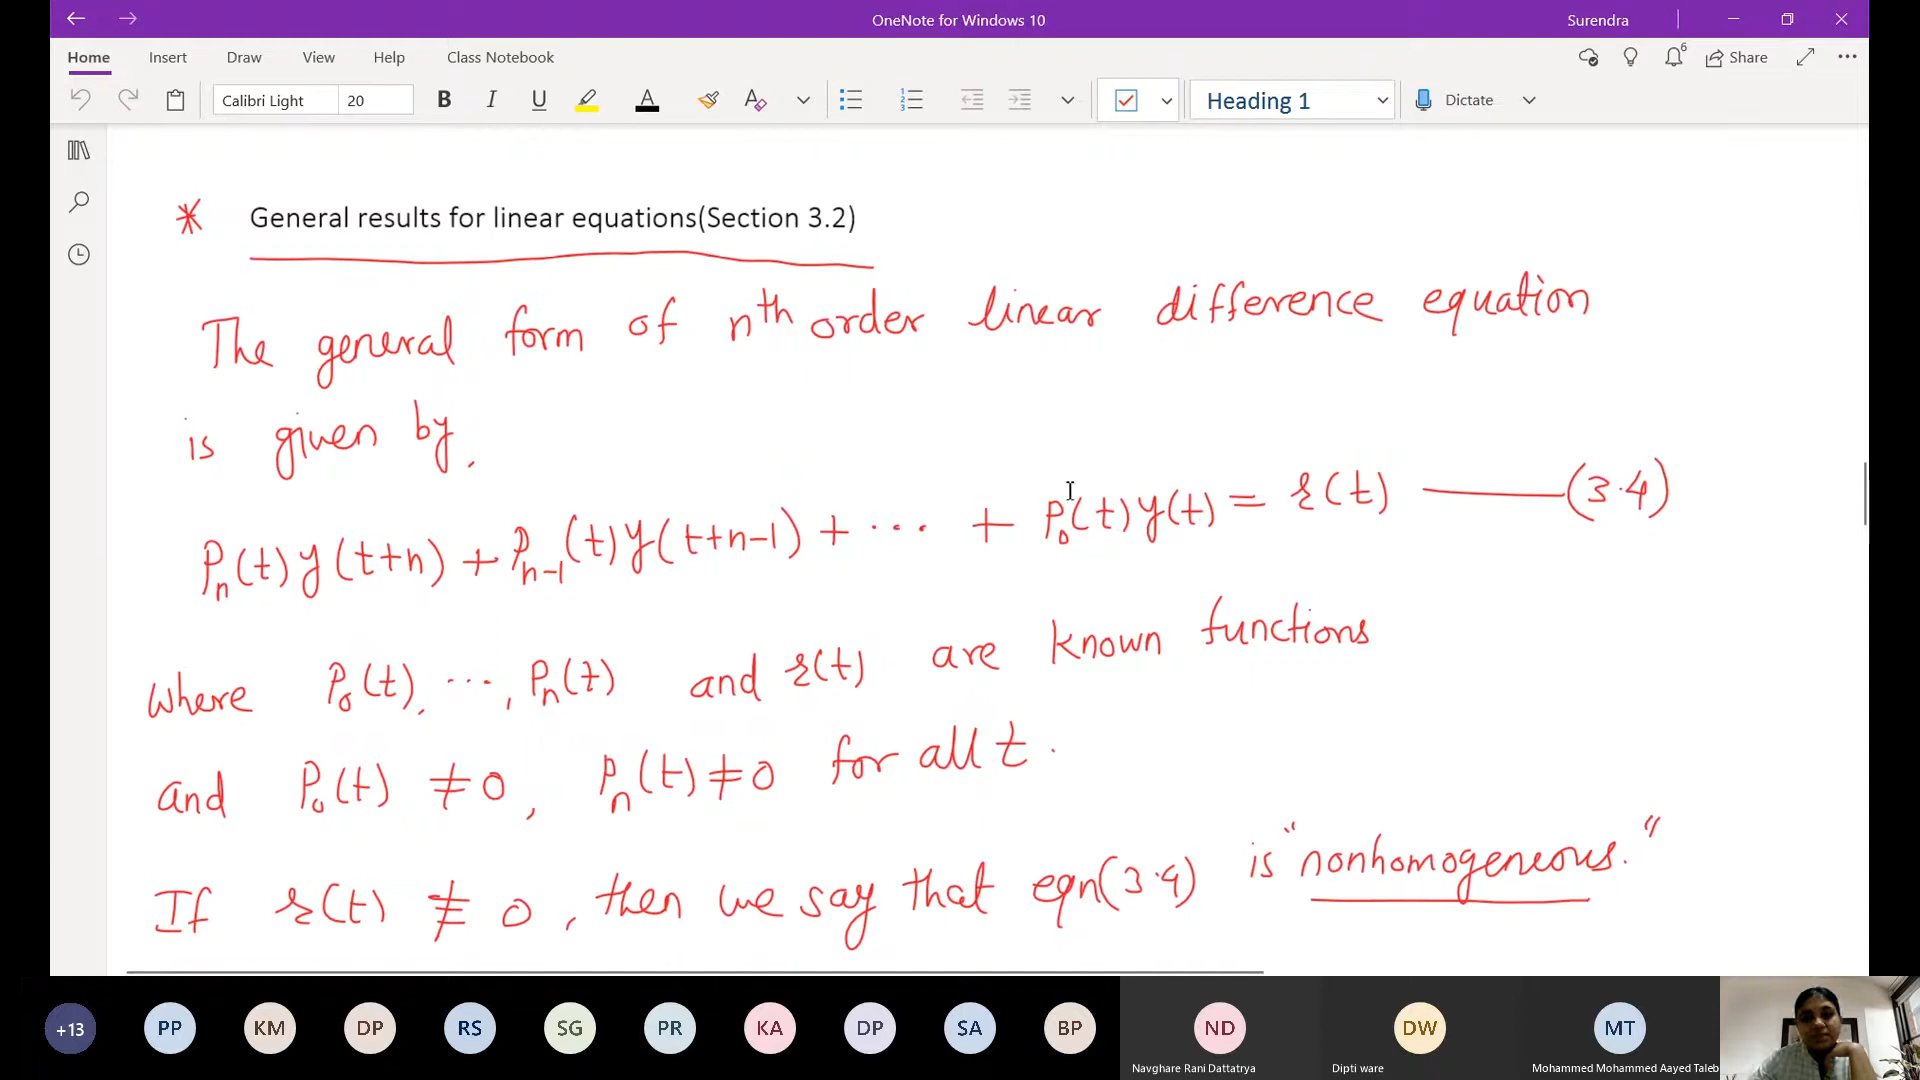 OneNote for Windows 10
Surendra
Home Insert Draw View Help Class Notebook
6
Share
Calibri Light 20 B I U A A Heading 1 Dictate
* General results for linear equations(Section 3.2)
The general form of nth order linear difference equation
is given by,
Pn(t)y(t+n) + Pn-1(t)y(t+n-1) + ... + P0(t)y(t) = r(t) —— (3.4)
where P0(t), ..., Pn(t) and r(t) are known functions
and P0(t) ≠ 0, Pn(t) ≠ 0 for all t.
If r(t) ≢ 0, then we say that eqn(3.4) is "nonhomogeneous."
+13 PP KM DP RS SG PR KA DP SA BP ND DW MT
Navghare Rani Dattatrya Dipti ware Mohammed Mohammed Aayed Taleb